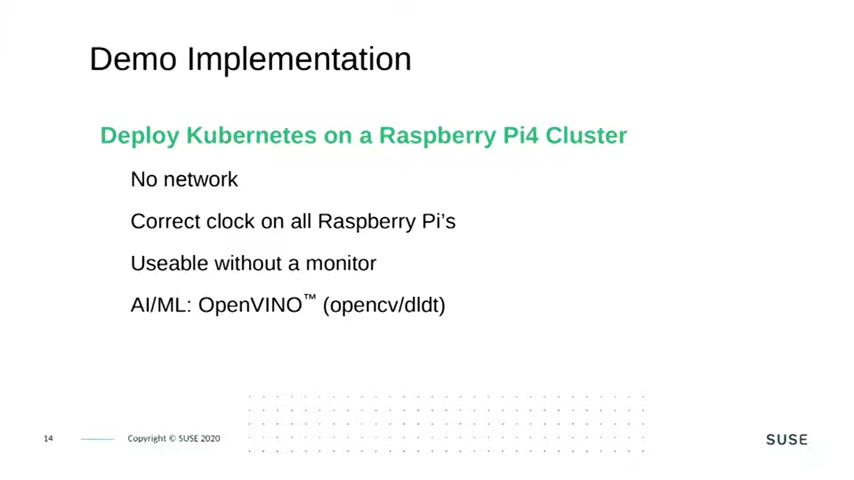 Demo Implementation
Deploy Kubernetes on a Raspberry Pi4 Cluster
No network
Correct clock on all Raspberry Pi’s
Useable without a monitor
AI/ML: OpenVINO™ (opencv/dldt)
14
Copyright © SUSE 2020
SUSE